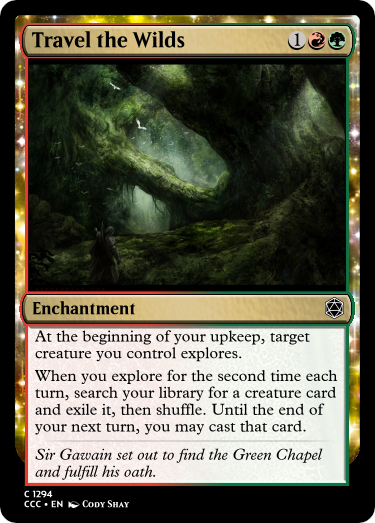 Travel the Wilds 1
Enchantment
At the beginning of your upkeep, target
creature you control explores.
When you explore for the second time each
turn, search your library for a creature card
and exile it, then shuffle. Until the end of
your next turn, you may cast that card.
Sir Gawain set out to find the Green Chapel
and fulfill his oath.
C 1294
CCC • EN Cody Shay